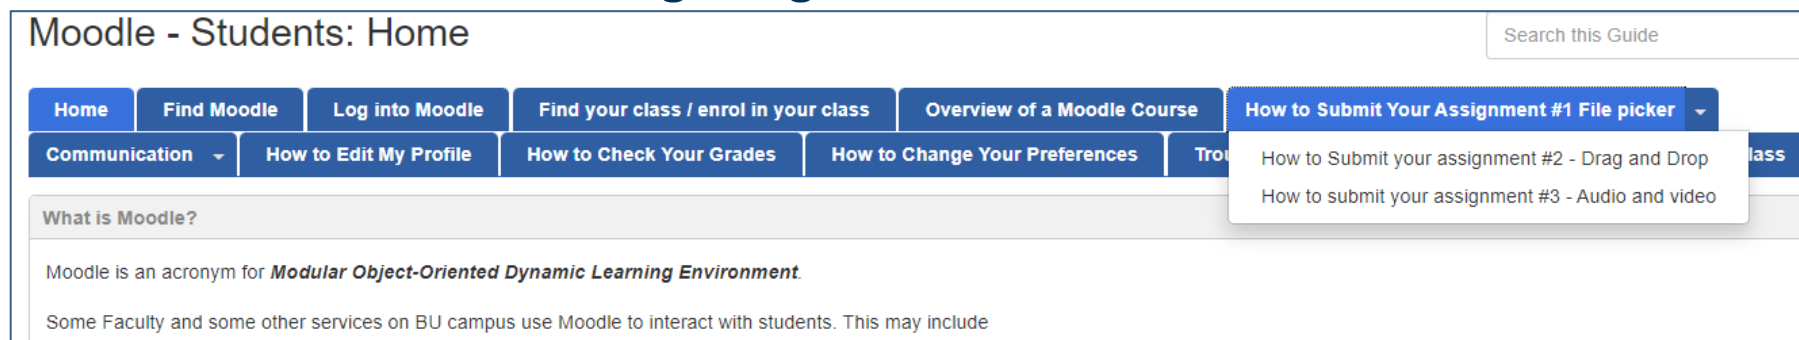 Moodle - Students: Home
Search this Guide
Home
Find Moodle
Log into Moodle
Find your class / enrol in your class
Overview of a Moodle Course
How to Submit Your Assignment #1 File picker
Communication
How to Edit My Profile
How to Check Your Grades
How to Change Your Preferences
How to Submit your assignment #2 - Drag and Drop
How to submit your assignment #3 - Audio and video
What is Moodle?
Moodle is an acronym for Modular Object-Oriented Dynamic Learning Environment.
Some Faculty and some other services on BU campus use Moodle to interact with students. This may include